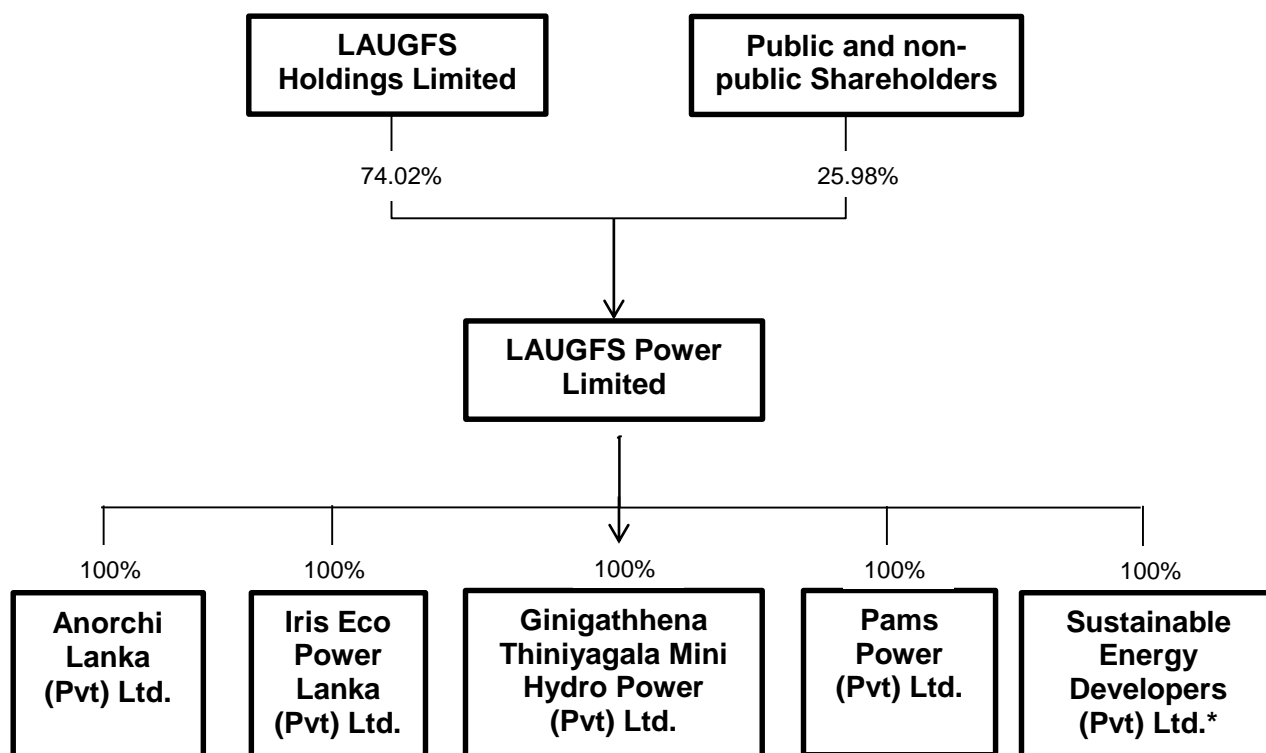 LAUGFS
Holdings Limited
Public and non-
public Shareholders
74.02%
25.98%
LAUGFS Power
Limited
100%
100%
100%
100%
100%
Anorchi
Lanka
(Pvt) Ltd.
Iris Eco
Power
Lanka
(Pvt) Ltd.
Ginigathhena
Thiniyagala Mini
Hydro Power
(Pvt) Ltd.
Pams
Power
(Pvt) Ltd.
Sustainable
Energy
Developers
(Pvt) Ltd.*